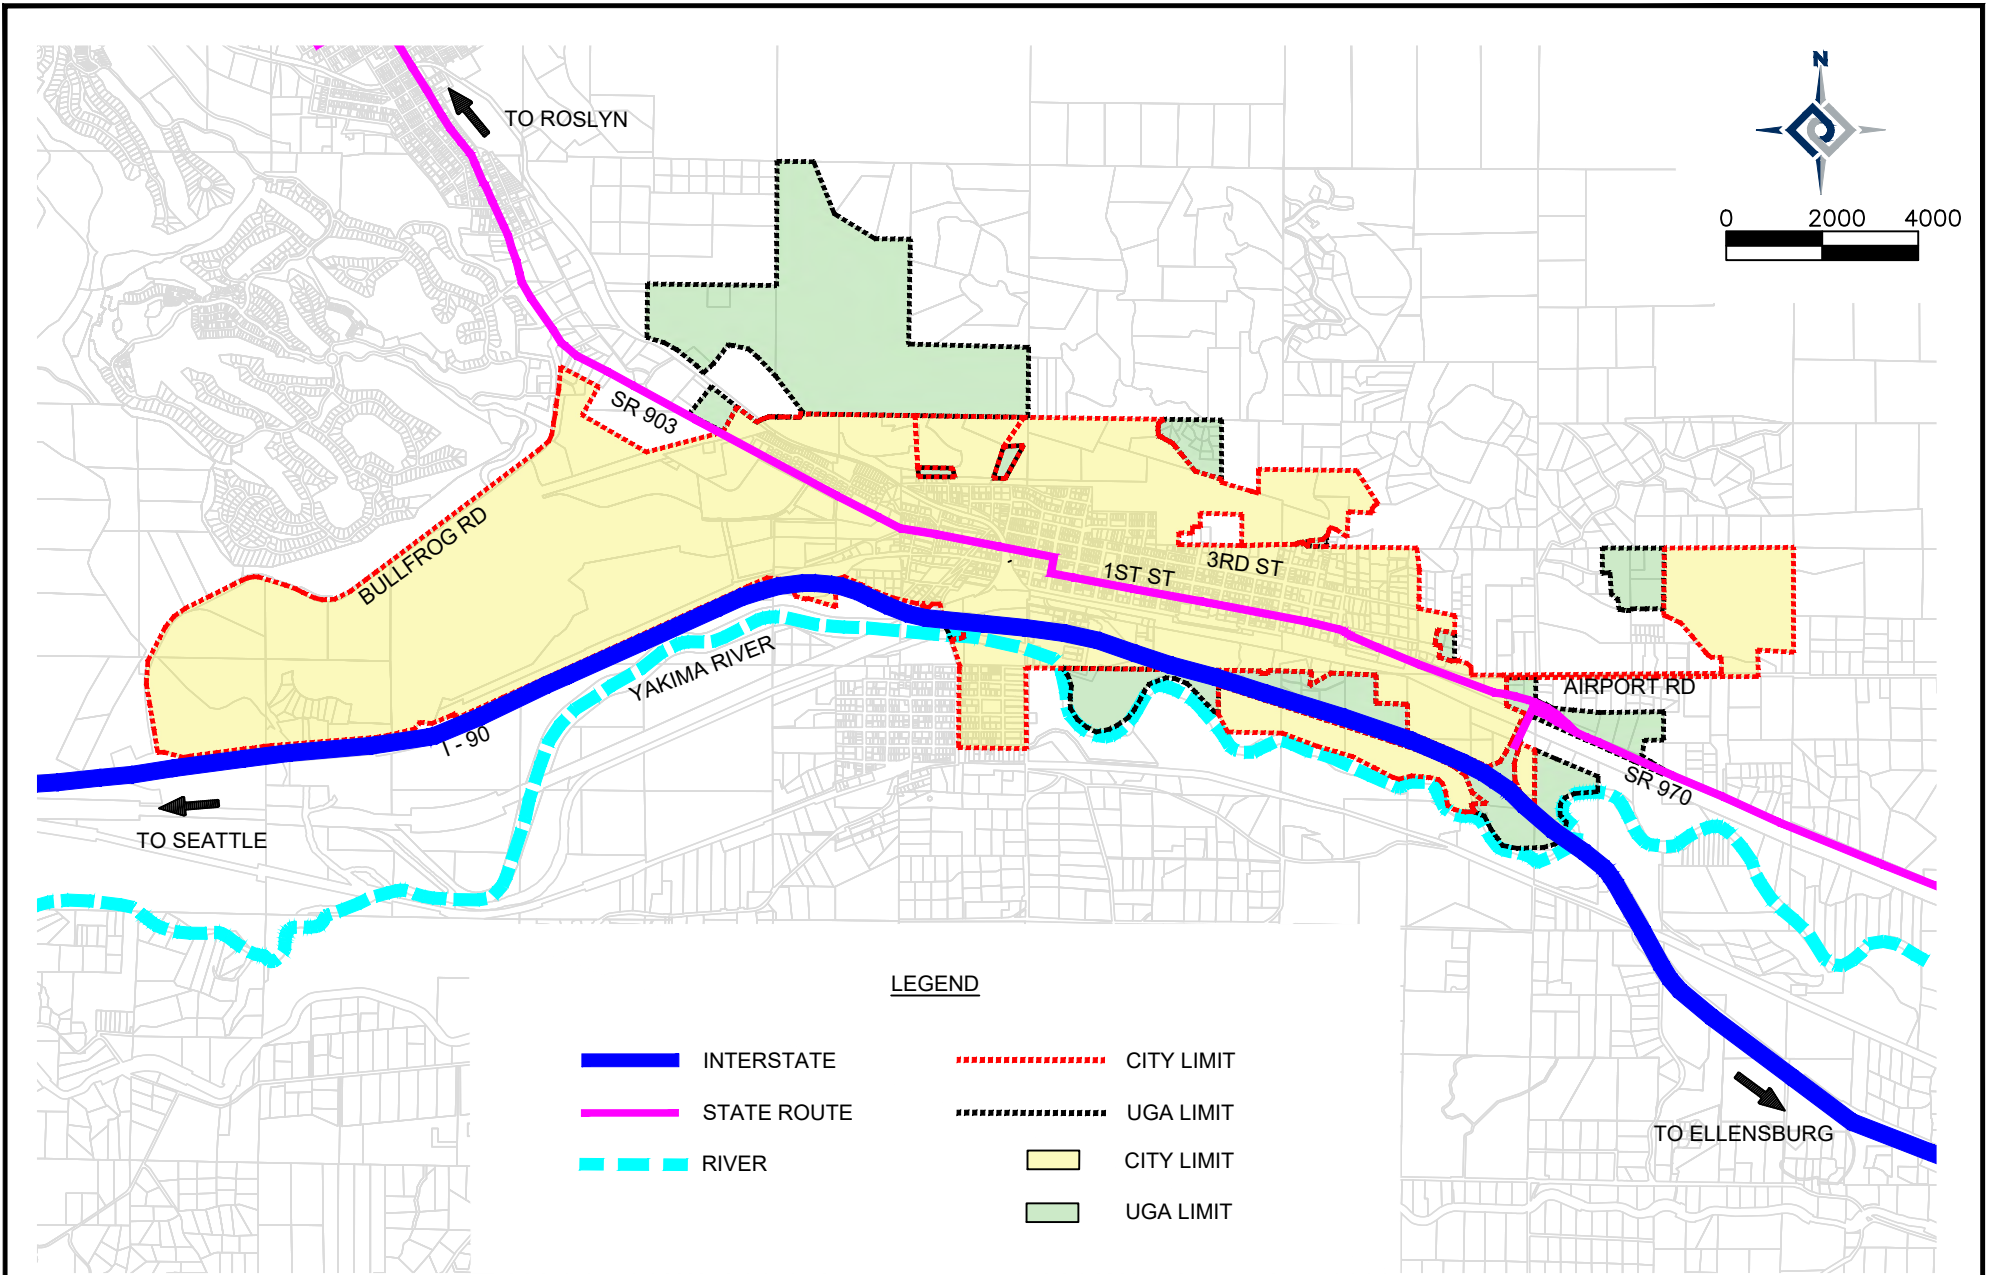 N
0 2000 4000
TO ROSLYN
SR 903
BULLFROG RD
3RD ST
1ST ST
YAKIMA RIVER
AIRPORT RD
I - 90
SR 970
TO SEATTLE
LEGEND
INTERSTATE
CITY LIMIT
STATE ROUTE
UGA LIMIT
RIVER
CITY LIMIT
UGA LIMIT
TO ELLENSBURG